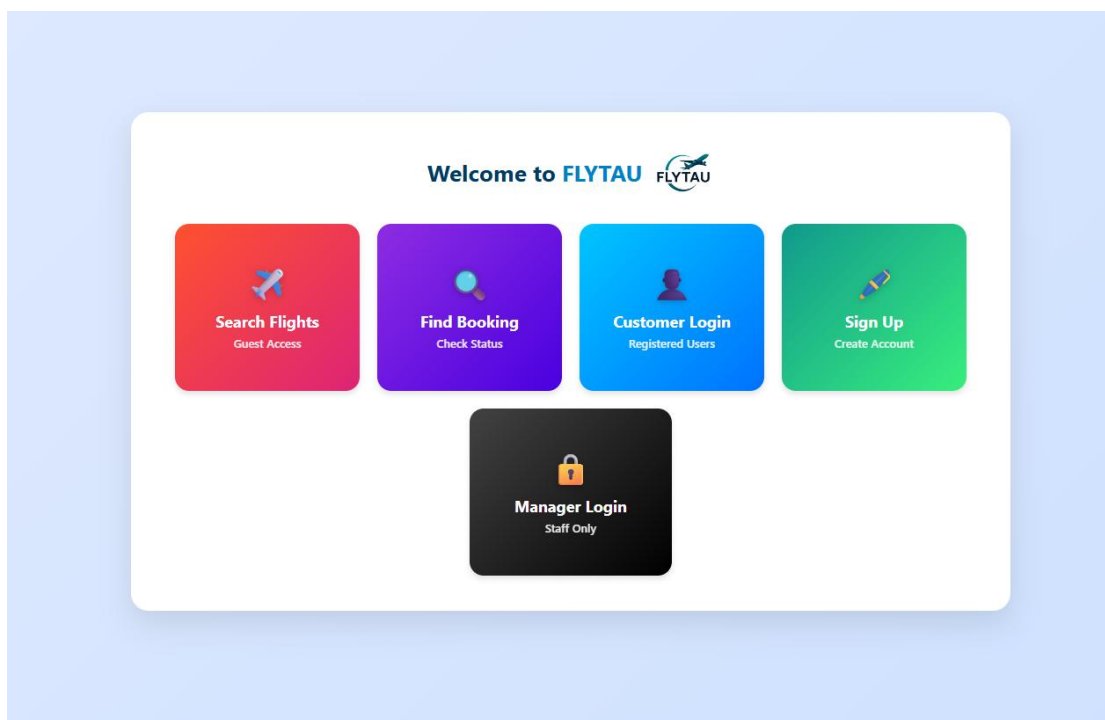 Welcome to FLYTAU
FLYTAU
Search Flights
Guest Access
Find Booking
Check Status
Customer Login
Registered Users
Sign Up
Create Account
Manager Login
Staff Only